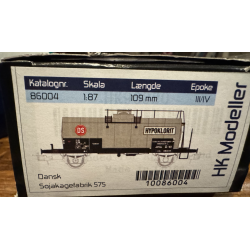 Katalognr. Skala Længde Epoke
86004 1:87 109 mm III/IV
HK Modeller
DS HYPOKLORIT
Dansk
Sojakagefabrik 575
10086004